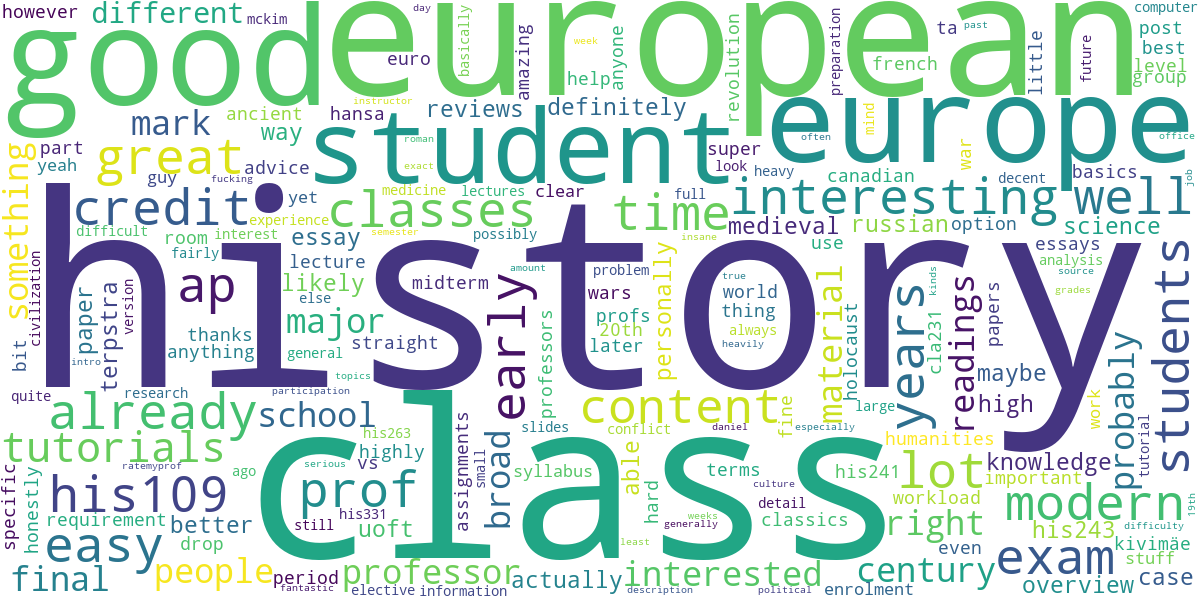 however
mckim
different
day
european
week
computer
good
basically
amazing
help
anyone
revolution
ta
past
post
little
future
best
french
preparation
level
group
euro
instructor
ancient
hansa
reviews
definitely
europe
mark
way
student
roman
often
mind
office
part
yeah
great
advice
exact
super
look
heavy
war
canadian
decent
basics
job
something
guy
fucking
yet
credit
medicine
lectures
clear
full
interesting
well
classes
experience
time
medieval
russian
option
science
difficult
room
interest
essay
semester
possibly
insane
use
essays
analysis
source
fairly
lecture
history
civilization
ap
likely
midterm
early
problem
amount
true
world
thing
wars
profs
kinds
grades
students
paper
terpstra
version
else
major
20th
always
personally
material
holocaust
years
cla231
readings
papers
thanks
anything
general
straight
professors
later
heavily
bit
intro
topics
maybe
probably
quite
research
participation
high
large
work
already
school
class
content
fine
tutorials
his263
slides
conflict
daniel
especially
humanities
tutorial
ratemyprof
highly
broad
assignments
small
able
knowledge
specific
ago
serious
vs
syllabus
terms
his241
important
his109
prof
hard
culture
detail
workload
lot
modern
19th
honestly
requirement
better
still
his331
uoft
weeks
generally
classics
right
his243
difficulty
easy
drop
least
even
exam
kivimäe
stuff
final
people
period
professor
actually
interested
description
political
century
overview
case
fantastic
elective
information
enrolment